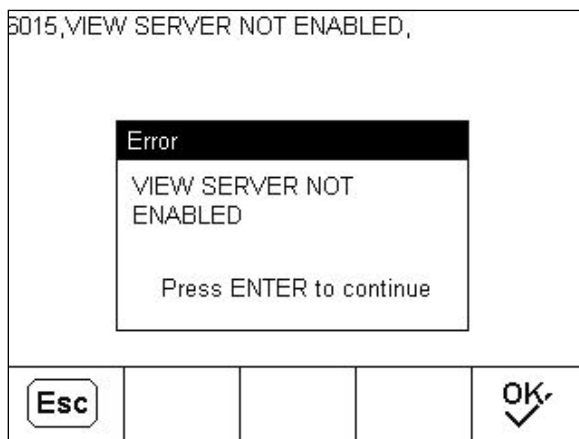 6015,VIEW SERVER NOT ENABLED,
Error
VIEW SERVER NOT
ENABLED
Press ENTER to continue
Esc
OK